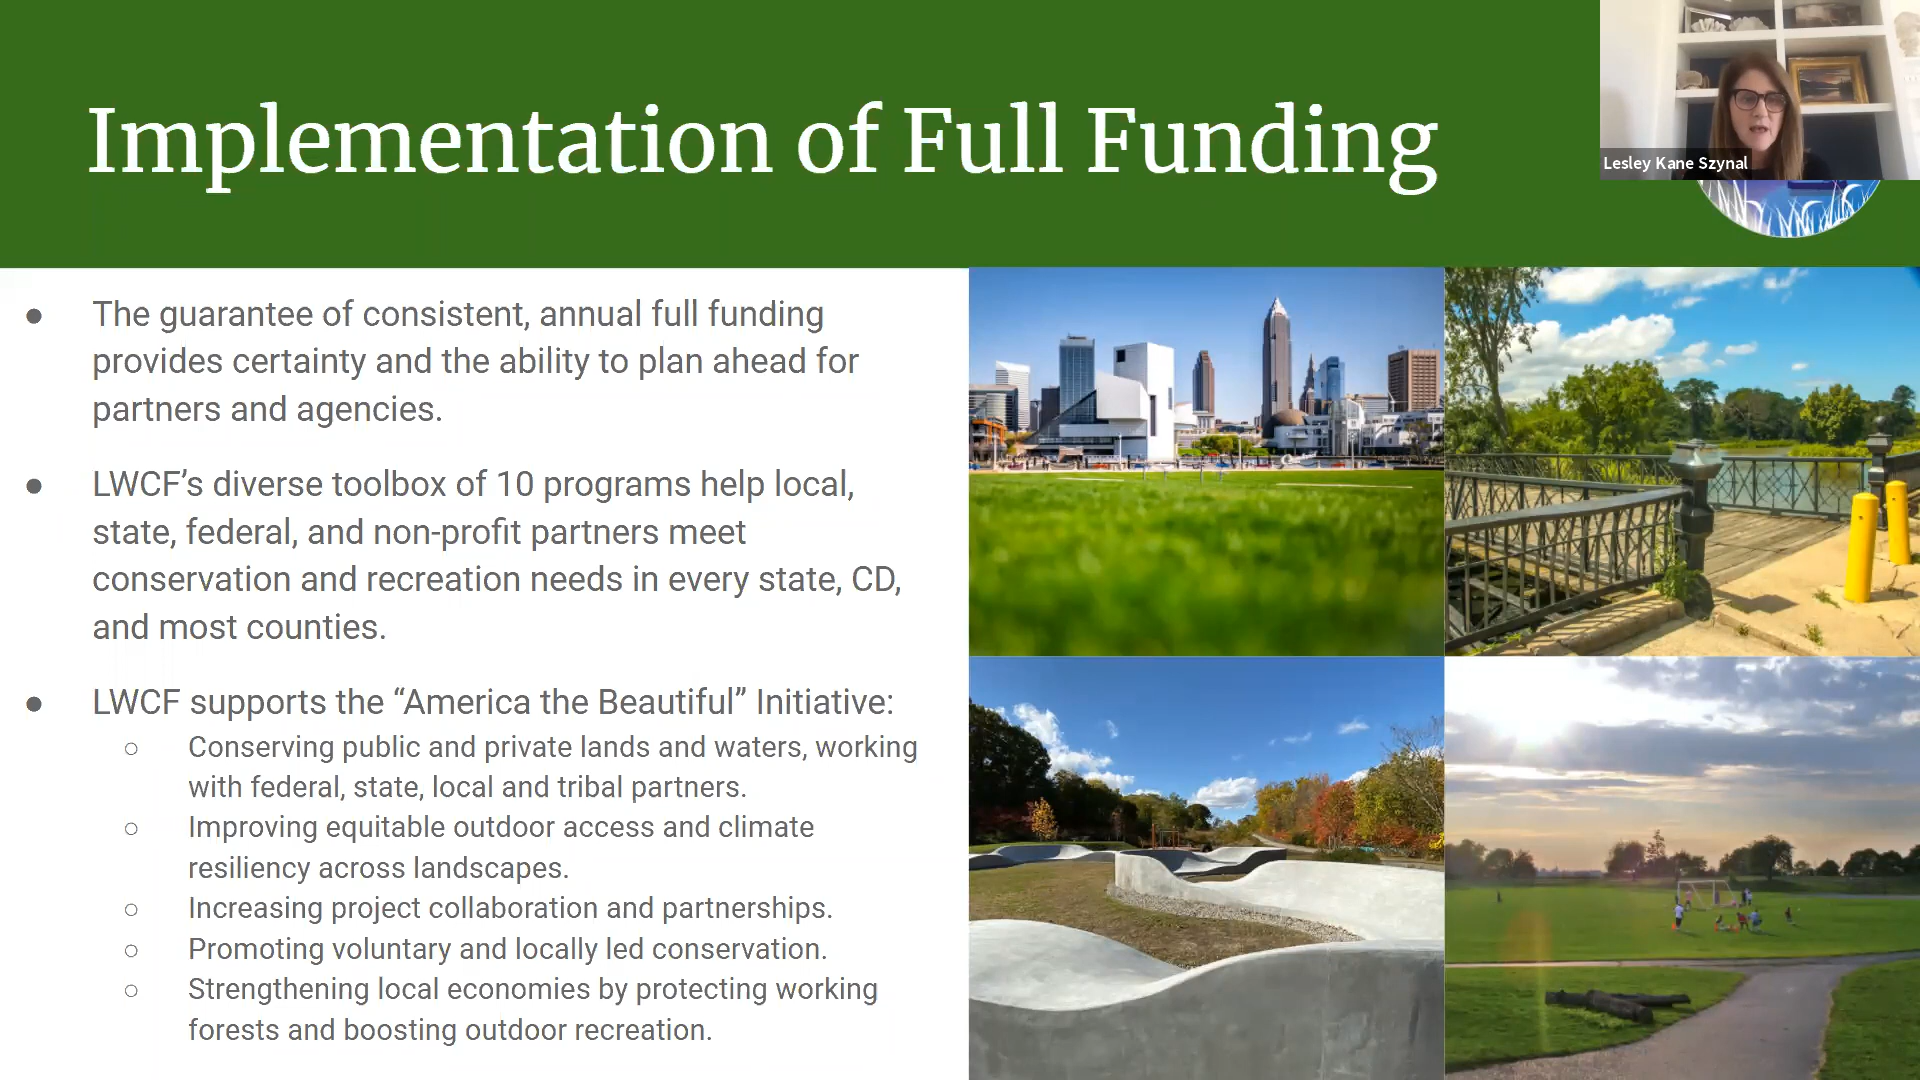 Implementation of Full Funding
Lesley Kane Szynal
● The guarantee of consistent, annual full funding
provides certainty and the ability to plan ahead for
partners and agencies.
● LWCF’s diverse toolbox of 10 programs help local,
state, federal, and non-profit partners meet
conservation and recreation needs in every state, CD,
and most counties.
● LWCF supports the “America the Beautiful” Initiative:
○ Conserving public and private lands and waters, working
with federal, state, local and tribal partners.
○ Improving equitable outdoor access and climate
resiliency across landscapes.
○ Increasing project collaboration and partnerships.
○ Promoting voluntary and locally led conservation.
○ Strengthening local economies by protecting working
forests and boosting outdoor recreation.